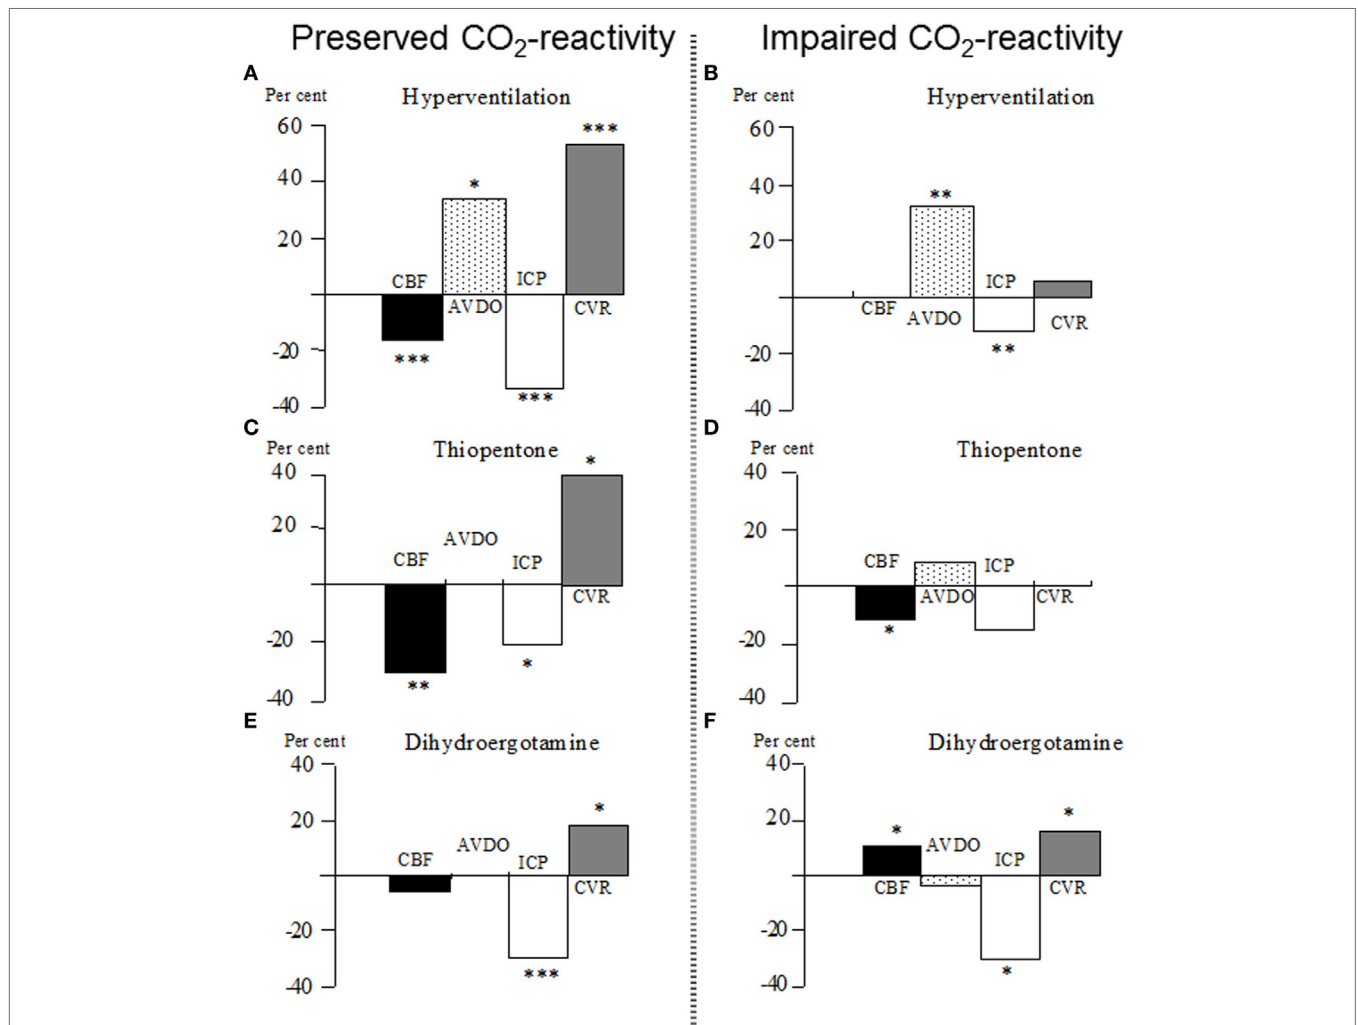 Preserved CO₂-reactivity
Impaired CO₂-reactivity
A
Per cent
Hyperventilation
60
40
20
-20
-40
***
*
CBF
ICP
AVDO
CVR
***
***
B
Per cent
Hyperventilation
60
40
20
-20
-40
**
ICP
CBF
AVDO
CVR
**
C
Per cent
Thiopentone
40
20
-20
-40
*
AVDO
CBF
ICP
CVR
*
**
D
Per cent
Thiopentone
40
20
-20
-40
CBF
ICP
AVDO
CVR
*
E
Per cent
Dihydroergotamine
40
20
-20
-40
*
AVDO
CBF
ICP
CVR
***
F
Per cent
Dihydroergotamine
40
20
-20
-40
*
*
AVDO
ICP
CBF
CVR
*